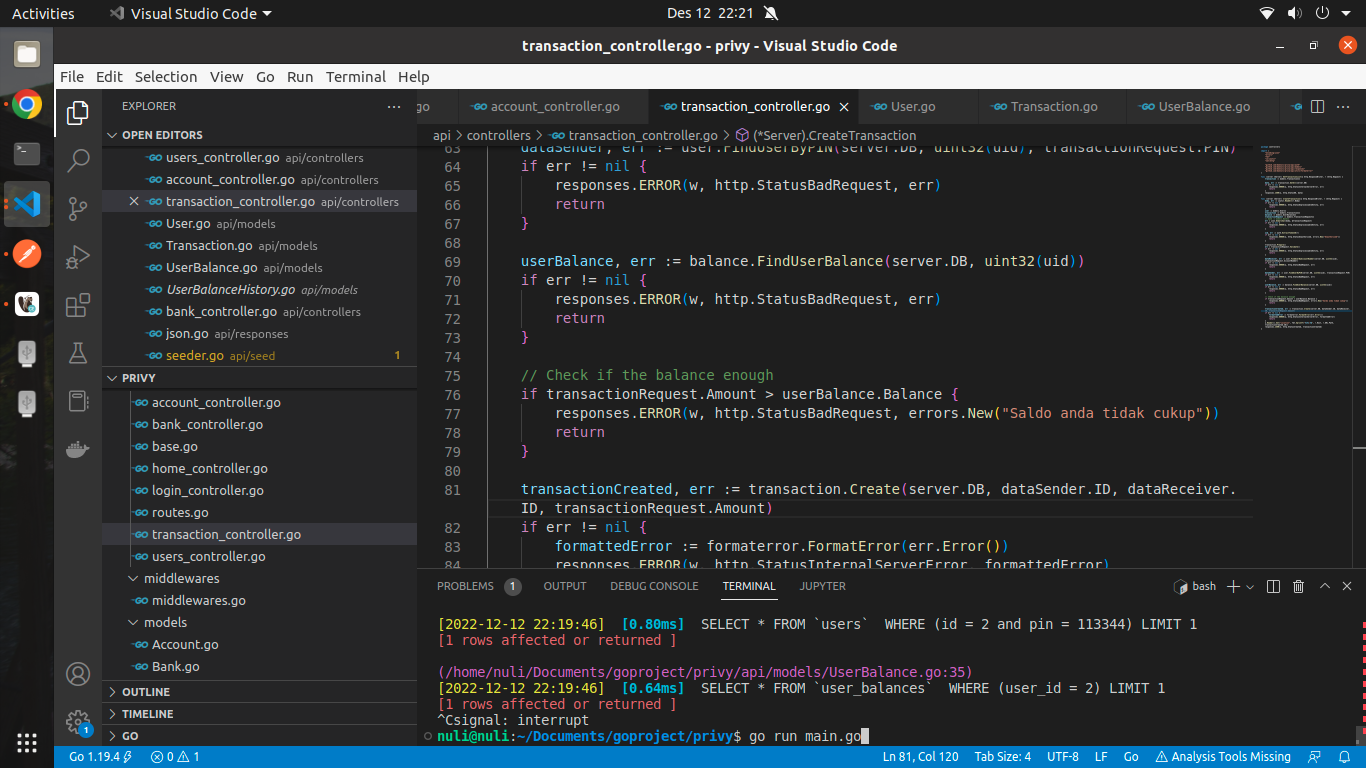 Activities
Visual Studio Code
Des 12 22:21
transaction_controller.go - privy - Visual Studio Code
File Edit Selection View Go Run Terminal Help
EXPLORER
OPEN EDITORS
users_controller.go api/controllers
account_controller.go api/controllers
transaction_controller.go api/controllers
User.go api/models
Transaction.go api/models
UserBalance.go api/models
UserBalanceHistory.go api/models
bank_controller.go api/controllers
json.go api/responses
seeder.go api/seed 1
PRIVY
account_controller.go
bank_controller.go
base.go
home_controller.go
login_controller.go
routes.go
transaction_controller.go
users_controller.go
middlewares
middlewares.go
models
Account.go
Bank.go
OUTLINE
TIMELINE
GO
1
go account_controller.go transaction_controller.go User.go Transaction.go UserBalance.go
api > controllers > transaction_controller.go > (*Server).CreateTransaction
63 dataSender, err := user.FindUserByPIN(server.DB, uint32(uid), transactionRequest.PIN)
64 if err != nil {
65 responses.ERROR(w, http.StatusBadRequest, err)
66 return
67 }
68
69 userBalance, err := balance.FindUserBalance(server.DB, uint32(uid))
70 if err != nil {
71 responses.ERROR(w, http.StatusBadRequest, err)
72 return
73 }
74
75 // Check if the balance enough
76 if transactionRequest.Amount > userBalance.Balance {
77 responses.ERROR(w, http.StatusBadRequest, errors.New("Saldo anda tidak cukup"))
78 return
79 }
80
81 transactionCreated, err := transaction.Create(server.DB, dataSender.ID, dataReceiver.
ID, transactionRequest.Amount)
82 if err != nil {
83 formattedError := formaterror.FormatError(err.Error())
84 responses.ERROR(w, http.StatusInternalServerError, formattedError)
PROBLEMS 1 OUTPUT DEBUG CONSOLE TERMINAL JUPYTER
bash
[2022-12-12 22:19:46] [0.80ms] SELECT * FROM `users` WHERE (id = 2 and pin = 113344) LIMIT 1
[1 rows affected or returned ]
(/home/nuli/Documents/goproject/privy/api/models/UserBalance.go:35)
[2022-12-12 22:19:46] [0.64ms] SELECT * FROM `user_balances` WHERE (user_id = 2) LIMIT 1
[1 rows affected or returned ]
^Csignal: interrupt
nuli@nuli:~/Documents/goproject/privy$ go run main.go
Go 1.19.4 0 1 Ln 81, Col 120 Tab Size: 4 UTF-8 LF Go Analysis Tools Missing